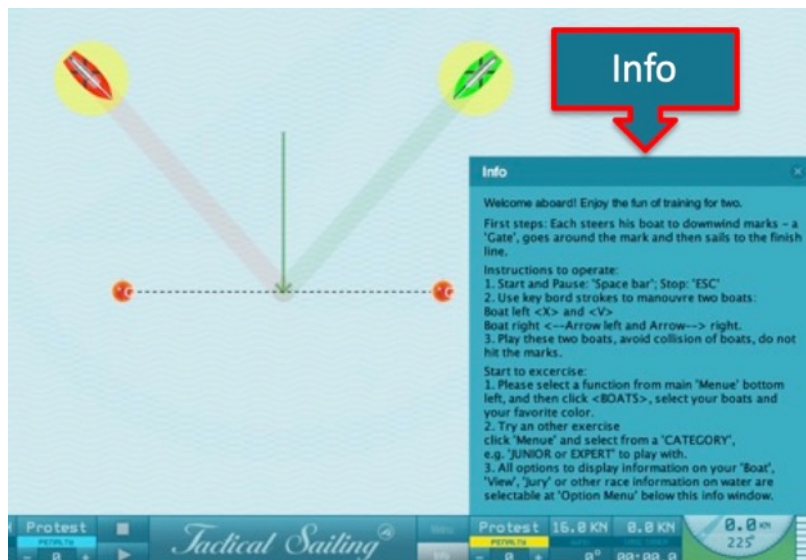 Info
Info
Welcome aboard! Enjoy the fun of training for two.
First steps: Each steers his boat to downwind marks – a
'Gate', goes around the mark and then sails to the finish
line.
Instructions to operate:
1. Start and Pause: 'Space bar'; Stop: 'ESC'
2. Use key bord strokes to manouvre two boats:
Boat left <X> and <V>
Boat right <--Arrow left and Arrow--> right.
3. Play these two boats, avoid collision of boats, do not
hit the marks.
Start to excercise:
1. Please select a function from main 'Menue' bottom
left, and then click <BOATS>, select your boats and
your favorite color.
2. Try an other exercise
click 'Menue' and select from a 'CATEGORY',
e.g. 'JUNIOR or EXPERT' to play with.
3. All options to display information on your 'Boat',
'View', 'Jury' or other race information on water are
selectable at 'Option Menu' below this info window.
Protest
PENALTY
Tactical Sailing
Menu
Info
Protest 16.0 KN 0.0 KN 0.0 KN
PENALTY
225°
0°